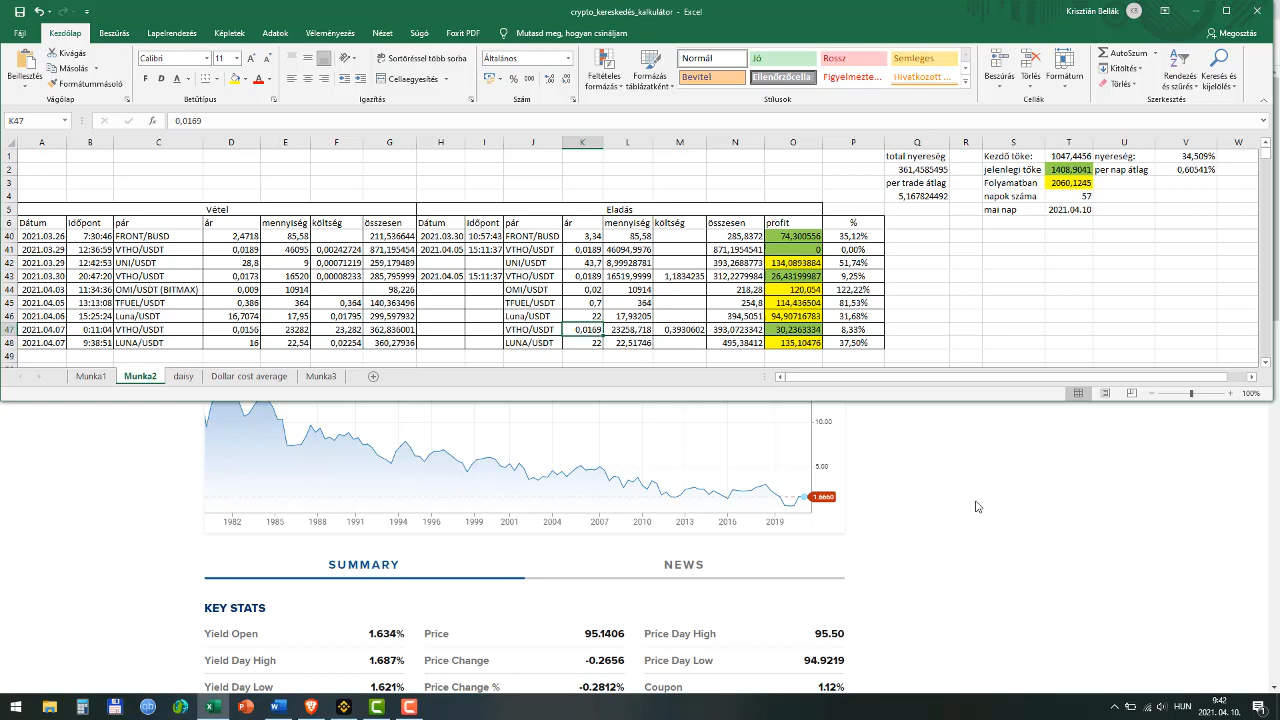 crypto_kereskedés_kalkulátor - Excel
Krisztián Bellák KB
Fájl Kezdőlap Beszúrás Lapelrendezés Képletek Adatok Véleményezés Nézet Súgó Foxit PDF Mutasd meg, hogyan csináljam Megosztás
Beillesztés Kivágás Másolás Formátummásoló
Calibri 11
F D A
Sortöréssel több sorba
Cellaegyesítés
Általános
Feltételes formázás Formázás táblázatként
Normál Jó Rossz Semleges
Bevitel Ellenőrzőcella Figyelmezte... Hivatkozott ...
Beszúrás Törlés Formátum
AutoSzum Kitöltés Törlés
Rendezés és szűrés Keresés és kijelölés
Vágólap Betűtípus Igazítás Szám Stílusok Cellák Szerkesztés
K47 0,0169
A B C D E F G H I J K L M N O P Q R S T U V W
1 total nyereség Kezdő tőke: 1047,4456 nyereség: 34,509%
2 361,4585495 jelenlegi tőke 1408,9041 per nap átlag 0,60541%
3 per trade átlag Folyamatban 2060,1245
4 5,167824492 napok száma 57
5 Vétel Eladás mai nap 2021.04.10
6 Dátum időpont pár ár mennyiség költség összesen Dátum időpont pár ár mennyiség költség összesen profit %
40 2021.03.26 7:30:46 FRONT/BUSD 2,4718 85,58 211,536644 2021.03.30 10:57:43 FRONT/BUSD 3,34 85,58 285,8372 74,300556 35,12%
41 2021.03.29 12:36:59 VTHO/USDT 0,0189 46095 0,00242724 871,195454 2021.04.05 15:11:37 VTHO/USDT 0,0189 46094,9976 871,1954541 0 0,00%
42 2021.03.29 12:42:53 UNI/USDT 28,8 9 0,00071219 259,179489 UNI/USDT 43,7 8,99928781 393,2688773 134,0893884 51,74%
43 2021.03.30 20:47:20 VTHO/USDT 0,0173 16520 0,00008233 285,795999 2021.04.05 15:11:37 VTHO/USDT 0,0189 16519,9999 1,1834235 312,2279984 26,43199987 9,25%
44 2021.04.03 11:34:36 OMI/USDT (BITMAX) 0,009 10914 98,226 OMI/USDT 0,02 10914 218,28 120,054 122,22%
45 2021.04.05 13:13:08 TFUEL/USDT 0,386 364 0,364 140,363496 TFUEL/USDT 0,7 364 254,8 114,436504 81,53%
46 2021.04.06 15:25:24 Luna/USDT 16,7074 17,95 0,01795 299,597932 Luna/USDT 22 17,93205 394,5051 94,90716783 31,68%
47 2021.04.07 0:11:04 VTHO/USDT 0,0156 23282 23,282 362,836001 VTHO/USDT 0,0169 23258,718 0,3930602 393,0723342 30,2363334 8,33%
48 2021.04.07 9:38:51 LUNA/USDT 16 22,54 0,02254 360,27936 LUNA/USDT 22 22,51746 495,38412 135,10476 37,50%
49
Munka1 Munka2 daisy Dollar cost average Munka3
100%
10.00
5.00
1.6660
1982 1985 1988 1991 1994 1996 1999 2001 2004 2007 2010 2013 2016 2019
SUMMARY NEWS
KEY STATS
Yield Open 1.634% Price 95.1406 Price Day High 95.50
Yield Day High 1.687% Price Change -0.2656 Price Day Low 94.9219
Yield Day Low 1.621% Price Change % -0.2812% Coupon 1.12%
HUN
9:42
2021. 04. 10.